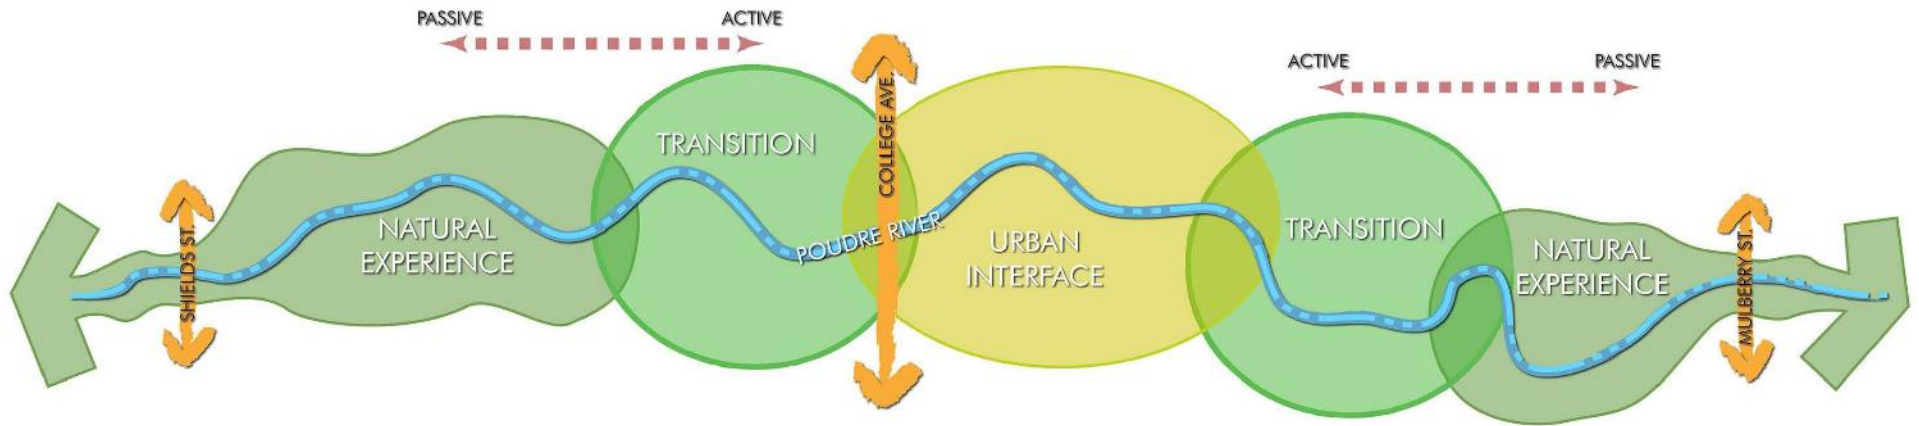 PASSIVE
ACTIVE
ACTIVE
PASSIVE
SHIELDS ST.
NATURAL
EXPERIENCE
TRANSITION
COLLEGE AVE.
POUDRE RIVER
URBAN
INTERFACE
TRANSITION
NATURAL
EXPERIENCE
MULBERRY ST.